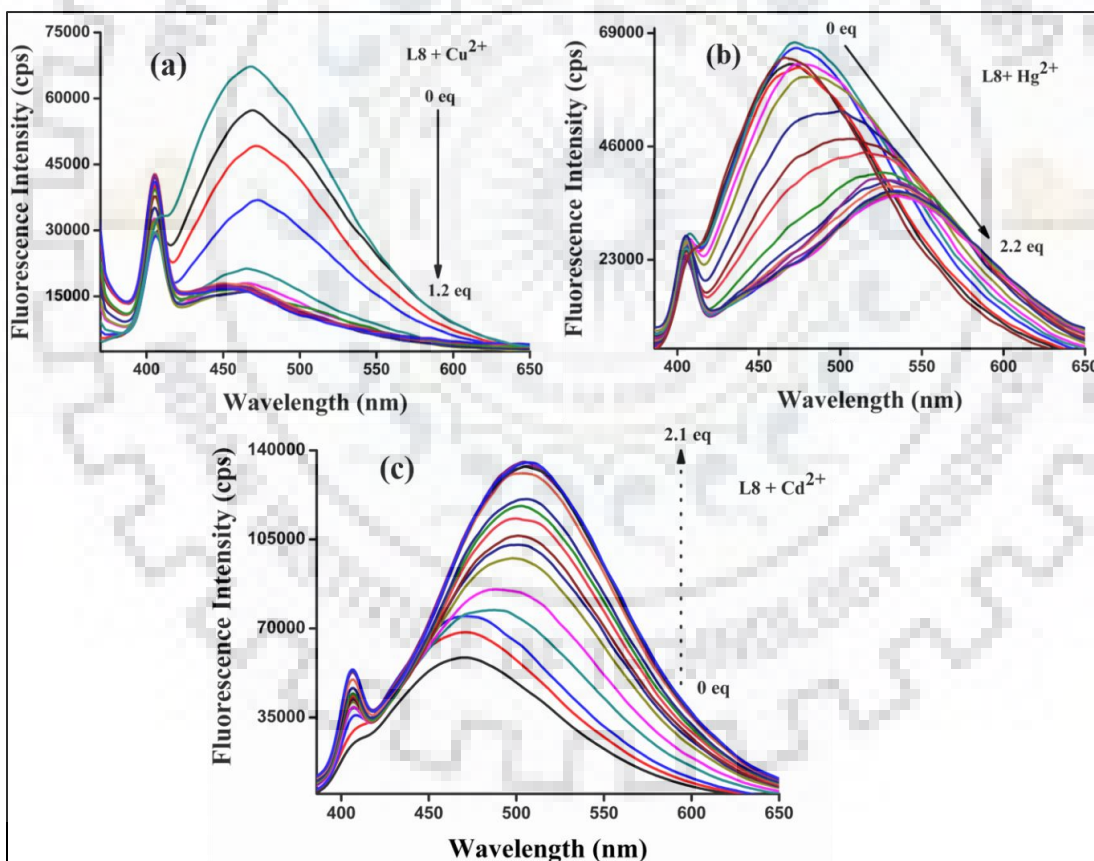 75000
60000
45000
30000
15000
Fluorescence Intensity (cps)
(a)
L8 + Cu²⁺
0 eq
1.2 eq
400 450 500 550 600 650
Wavelength (nm)
69000
46000
23000
Fluorescence Intensity (cps)
(b)
0 eq
L8+ Hg²⁺
2.2 eq
400 450 500 550 600 650
Wavelength (nm)
140000
105000
70000
35000
Fluorescence Intensity (cps)
(c)
2.1 eq
L8 + Cd²⁺
0 eq
400 450 500 550 600 650
Wavelength (nm)